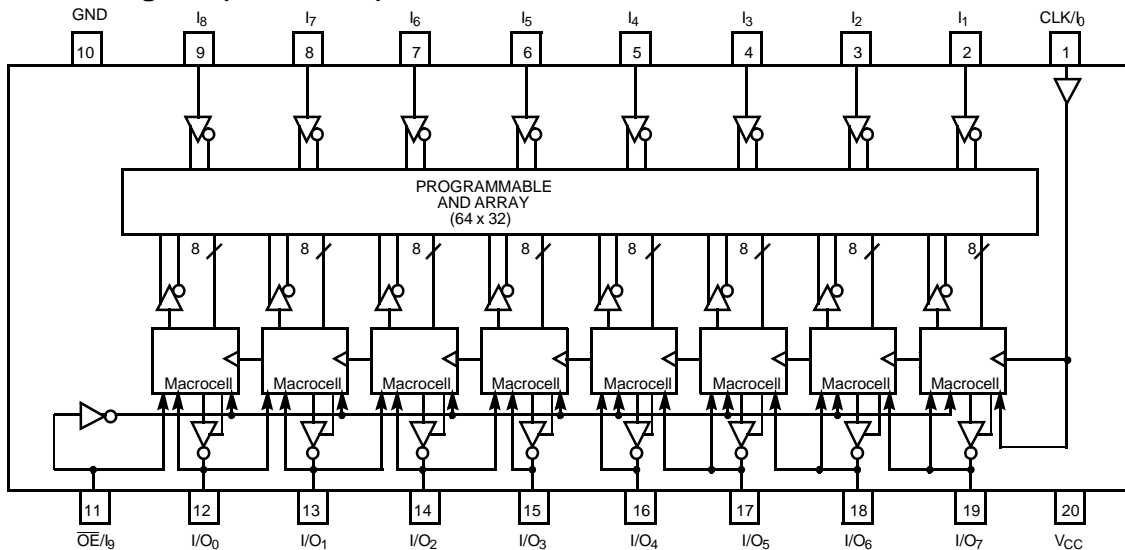 GND I8 I7 I6 I5 I4 I3 I2 I1 CLK/I0
10 9 8 7 6 5 4 3 2 1
PROGRAMMABLE
AND ARRAY
(64 x 32)
8 8 8 8 8 8 8 8
Macrocell Macrocell Macrocell Macrocell Macrocell Macrocell Macrocell Macrocell
11 12 13 14 15 16 17 18 19 20
OE/I9 I/O0 I/O1 I/O2 I/O3 I/O4 I/O5 I/O6 I/O7 VCC